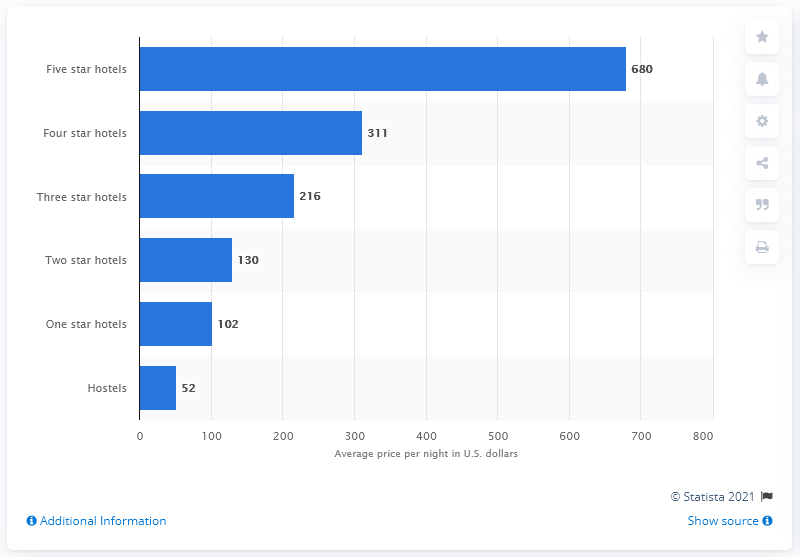 Five star hotels 680
Four star hotels 311
Three star hotels 216
Two star hotels 130
One star hotels 102
Hostels 52
0 100 200 300 400 500 600 700 800
Average price per night in U.S. dollars
© Statista 2021
Additional Information Show source